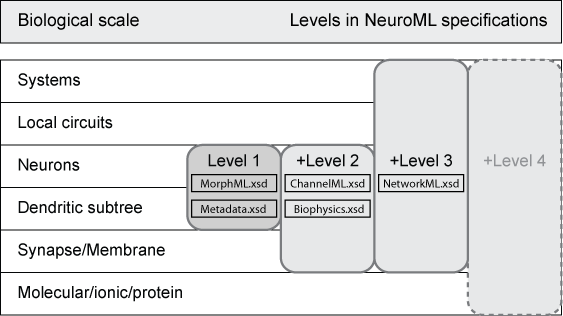 Biological scale
Levels in NeuroML specifications
Systems
Local circuits
Neurons
Level 1
+Level 2
+Level 3
+Level 4
MorphML.xsd
ChannelML.xsd
NetworkML.xsd
Dendritic subtree
Metadata.xsd
Biophysics.xsd
Synapse/Membrane
Molecular/ionic/protein